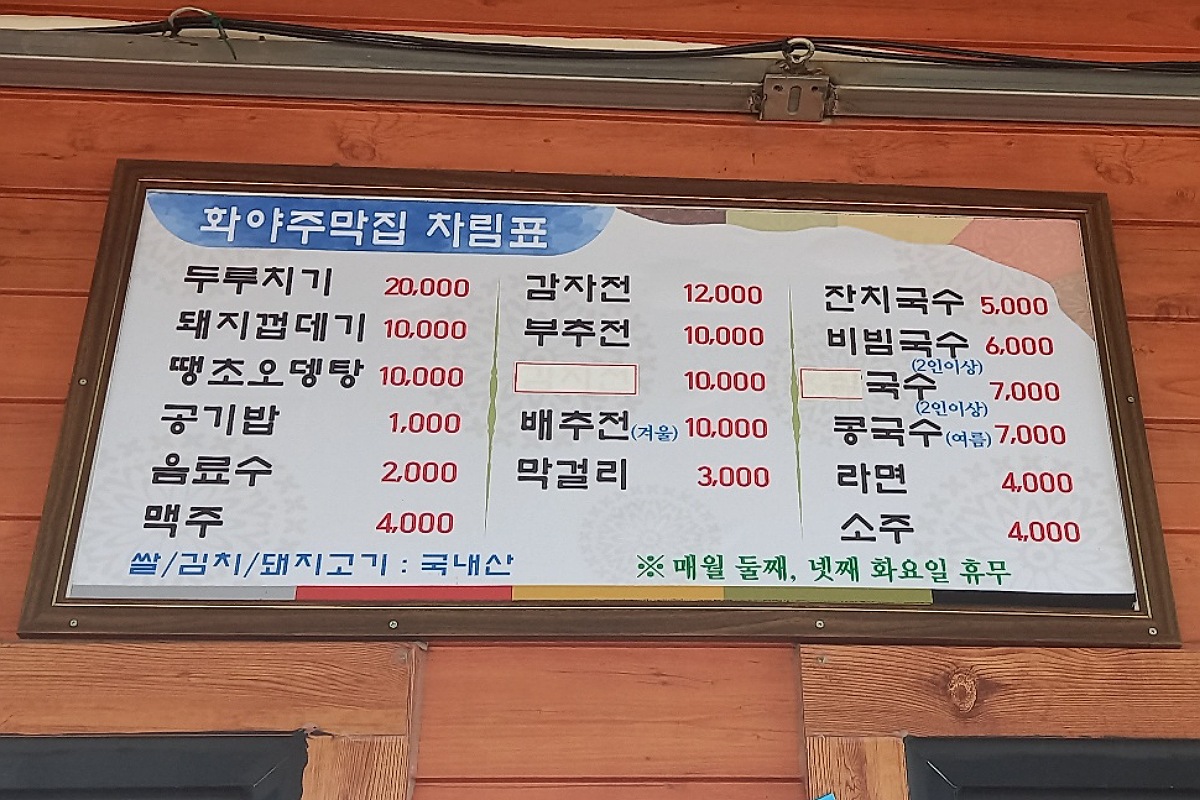 화야주막집 차림표
두루치기 20,000
돼지껍데기 10,000
땡초오뎅탕 10,000
공기밥 1,000
음료수 2,000
맥주 4,000
감자전 12,000
부추전 10,000
10,000
배추전(겨울) 10,000
막걸리 3,000
잔치국수 5,000
비빔국수 6,000
(2인이상)
국수 7,000
(2인이상)
콩국수(여름) 7,000
라면 4,000
소주 4,000
쌀/김치/돼지고기 : 국내산
※ 매월 둘째, 넷째 화요일 휴무